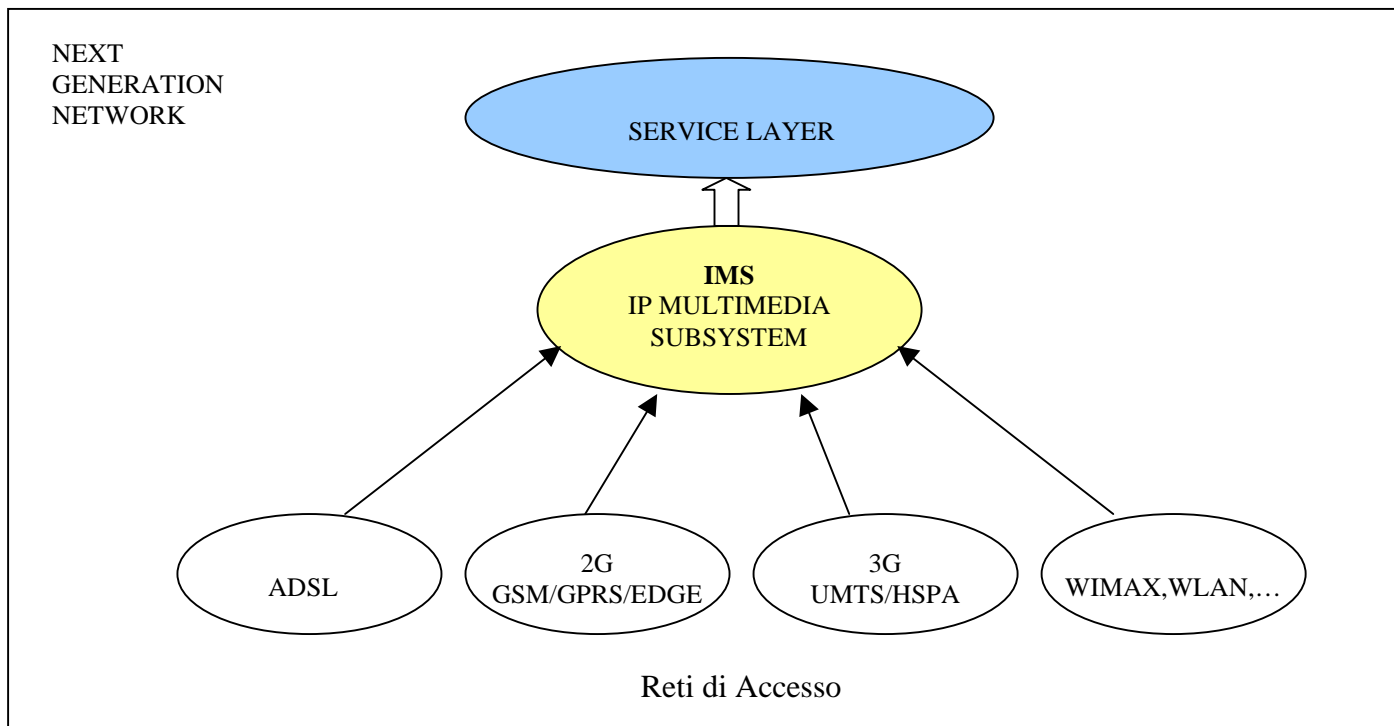 NEXT
GENERATION
NETWORK
SERVICE LAYER
IMS
IP MULTIMEDIA
SUBSYSTEM
ADSL
2G
GSM/GPRS/EDGE
3G
UMTS/HSPA
WIMAX,WLAN,…
Reti di Accesso